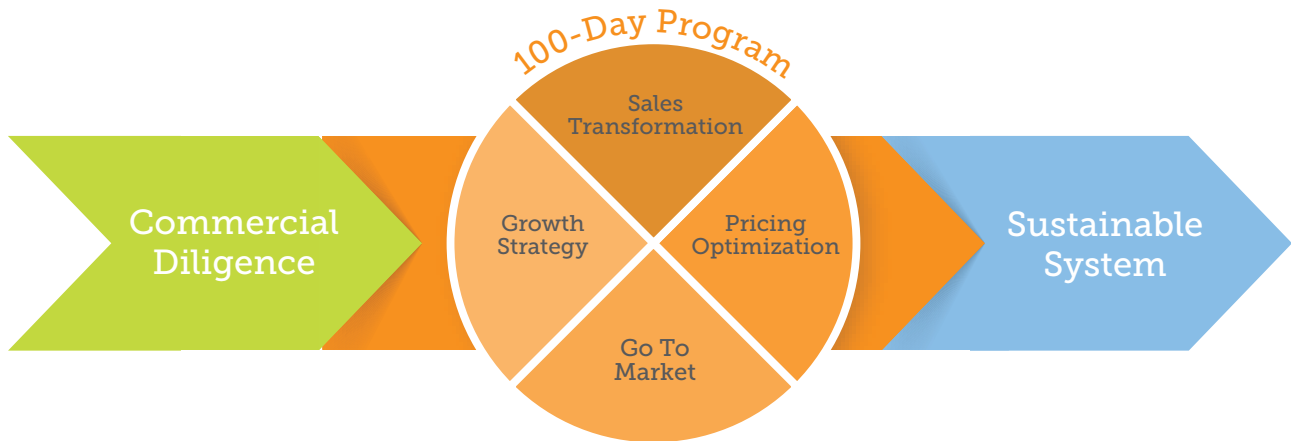 100-Day Program
Sales
Transformation
Commercial
Diligence
Growth
Strategy
Pricing
Optimization
Sustainable
System
Go To
Market